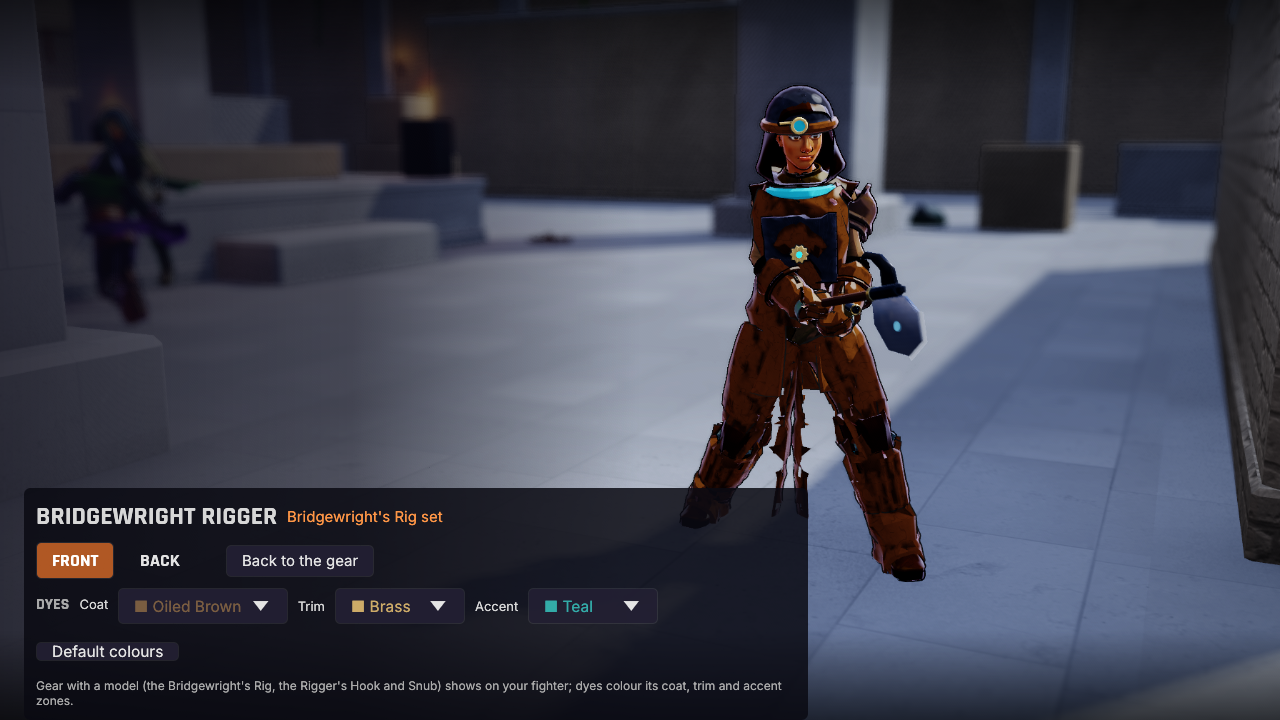 BRIDGEWRIGHT RIGGER Bridgewright's Rig set
FRONT BACK Back to the gear
DYES Coat Oiled Brown Trim Brass Accent Teal
Default colours
Gear with a model (the Bridgewright's Rig, the Rigger's Hook and Snub) shows on your fighter; dyes colour its coat, trim and accent
zones.